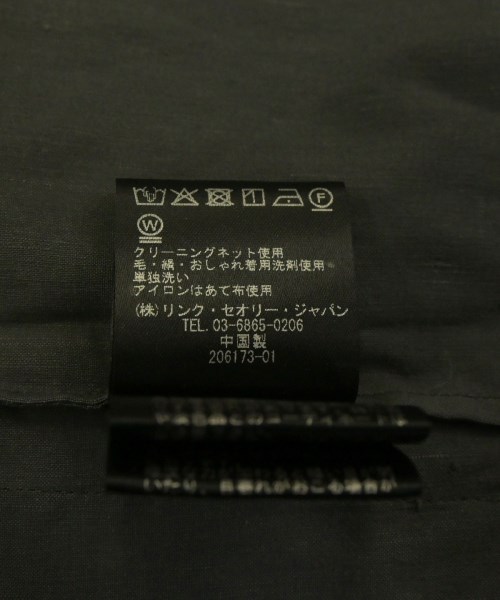 F
W
クリーニングネット使用
毛・絹・おしゃれ着用洗剤使用
単独洗い
アイロンはあて布使用
(株)リンク・セオリー・ジャパン
TEL. 03-6865-0206
中国製
206173-01